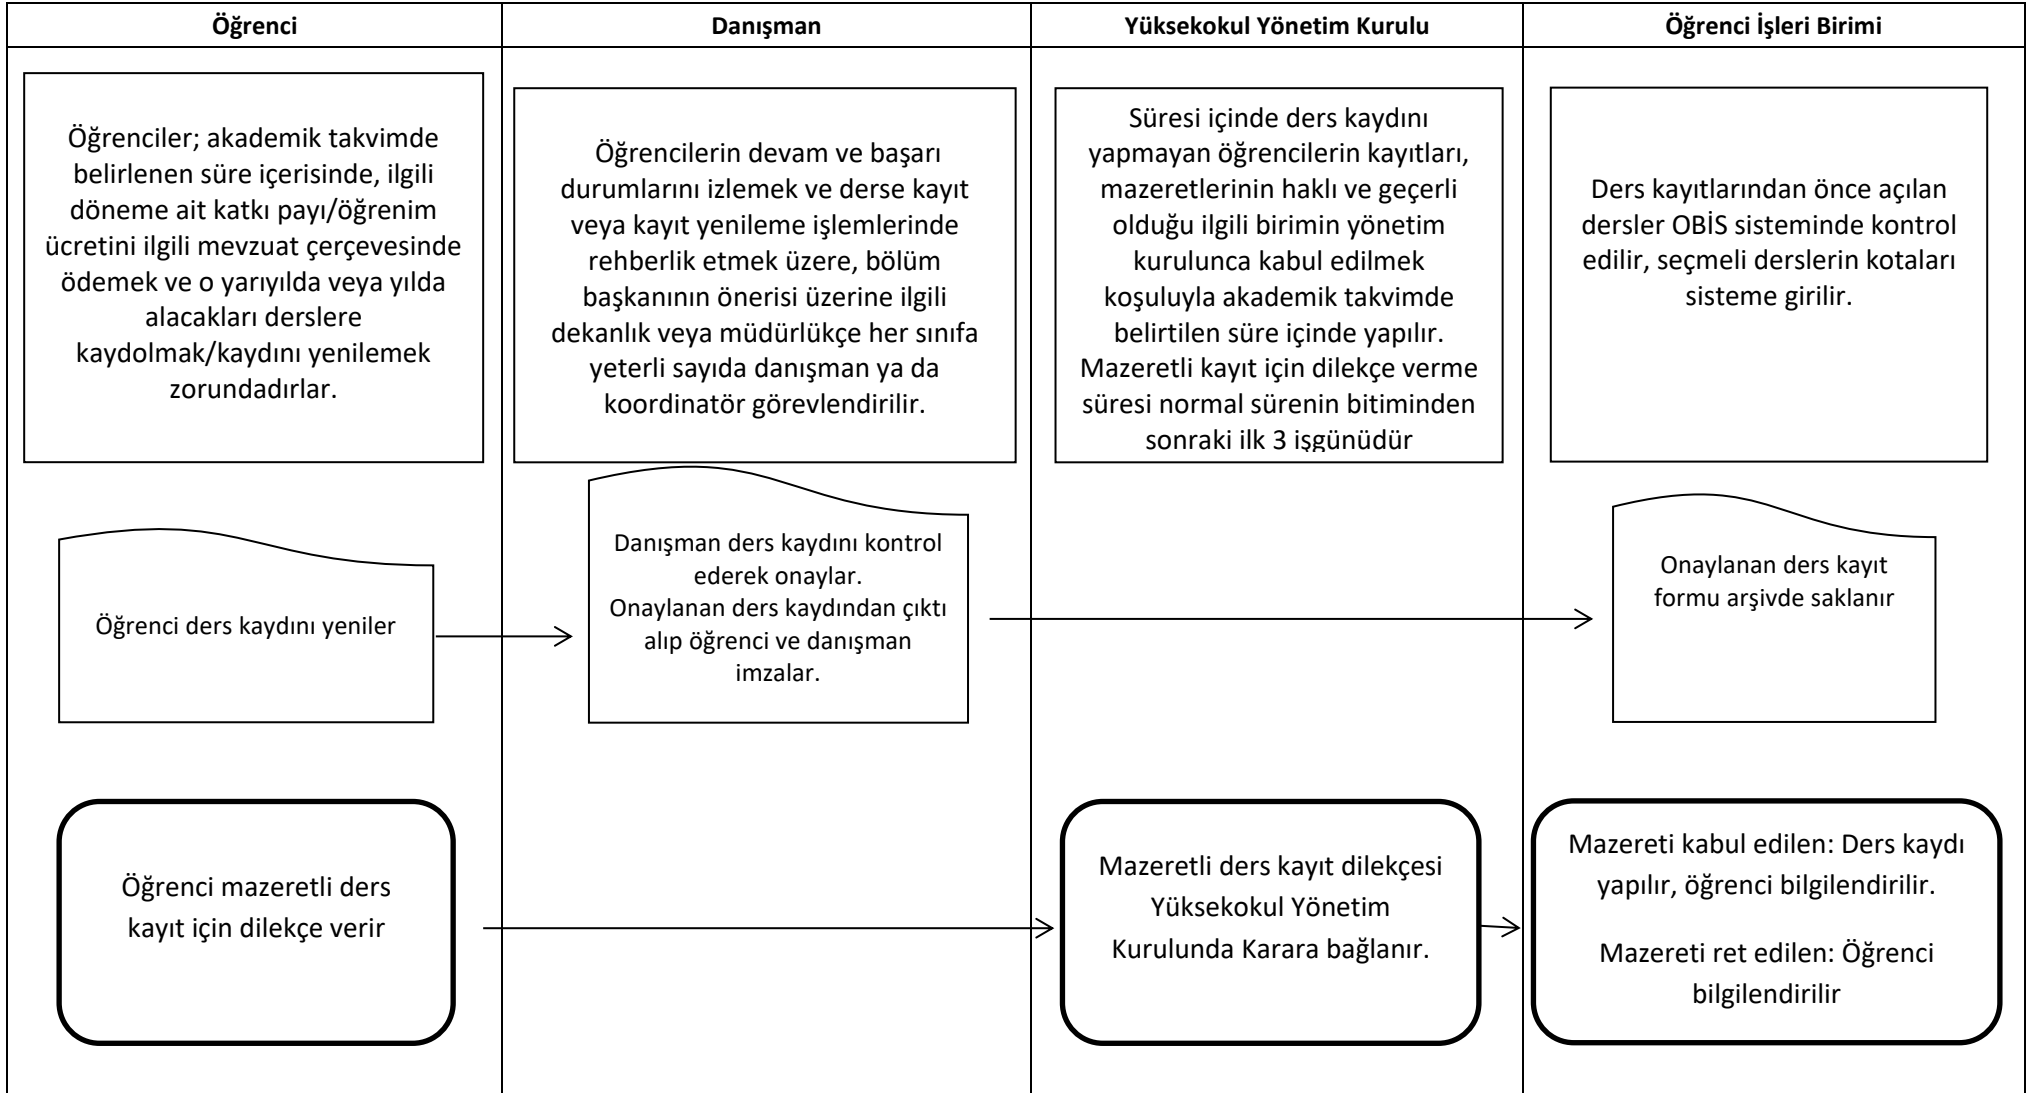 Öğrenci
Danışman
Yüksekokul Yönetim Kurulu
Öğrenci İşleri Birimi
Öğrenciler; akademik takvimde
belirlenen süre içerisinde, ilgili
döneme ait katkı payı/öğrenim
ücretini ilgili mevzuat çerçevesinde
ödemek ve o yarıyılda veya yılda
alacakları derslere
kaydolmak/kaydını yenilemek
zorundadırlar.
Öğrencilerin devam ve başarı
durumlarını izlemek ve derse kayıt
veya kayıt yenileme işlemlerinde
rehberlik etmek üzere, bölüm
başkanının önerisi üzerine ilgili
dekanlık veya müdürlükçe her sınıfa
yeterli sayıda danışman ya da
koordinatör görevlendirilir.
Süresi içinde ders kaydını
yapmayan öğrencilerin kayıtları,
mazeretlerinin haklı ve geçerli
olduğu ilgili birimin yönetim
kurulunca kabul edilmek
koşuluyla akademik takvimde
belirtilen süre içinde yapılır.
Mazeretli kayıt için dilekçe verme
süresi normal sürenin bitiminden
sonraki ilk 3 işgünüdür
Ders kayıtlarından önce açılan
dersler OBİS sisteminde kontrol
edilir, seçmeli derslerin kotaları
sisteme girilir.
Öğrenci ders kaydını yeniler
Danışman ders kaydını kontrol
ederek onaylar.
Onaylanan ders kaydından çıktı
alıp öğrenci ve danışman
imzalar.
Onaylanan ders kayıt
formu arşivde saklanır
Öğrenci mazeretli ders
kayıt için dilekçe verir
Mazeretli ders kayıt dilekçesi
Yüksekokul Yönetim
Kurulunda Karara bağlanır.
Mazereti kabul edilen: Ders kaydı
yapılır, öğrenci bilgilendirilir.
Mazereti ret edilen: Öğrenci
bilgilendirilir